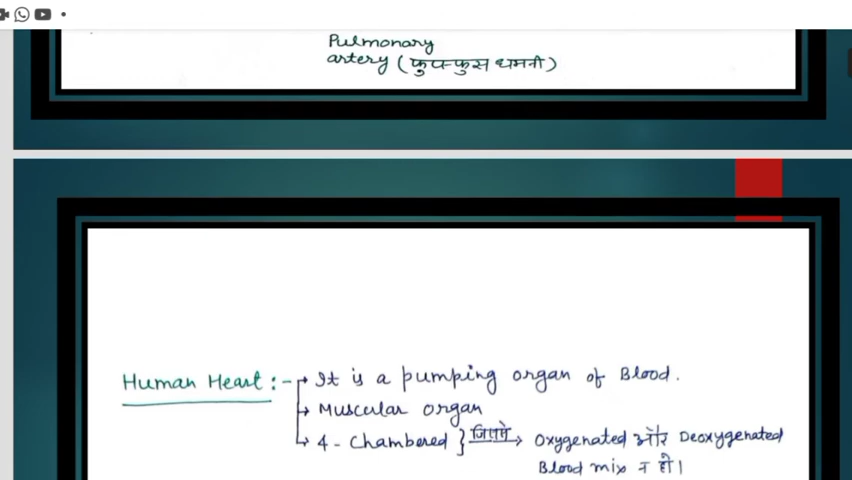 Pulmonary
artery (फुफ्फुस धमनी)
Human Heart :- → It is a pumping organ of Blood.
→ Muscular organ
→ 4 - Chambered } जिससे → Oxygenated और Deoxygenated
Blood mix न हो।